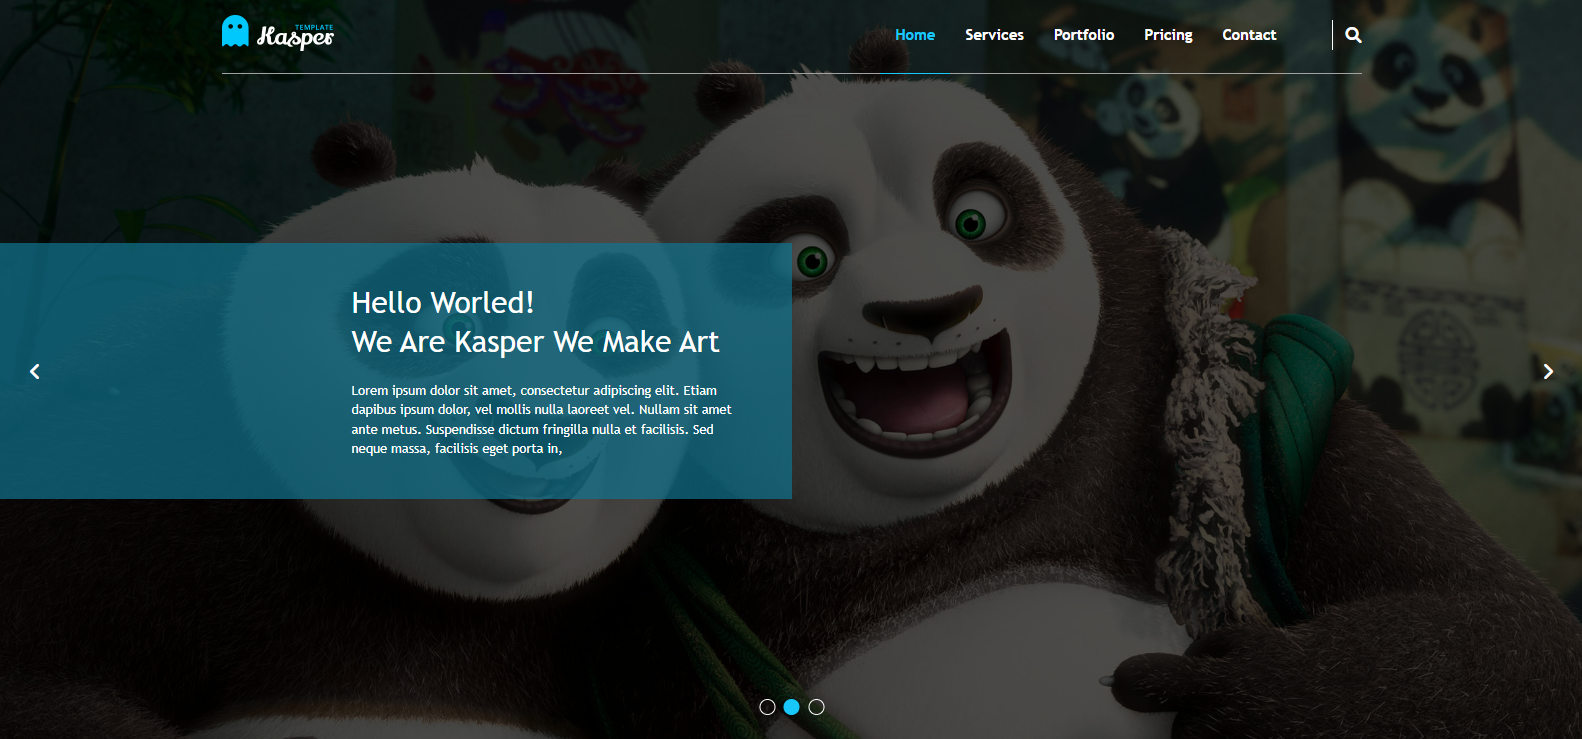 TEMPLATE
Kasper
Home Services Portfolio Pricing Contact
Hello Worled!
We Are Kasper We Make Art
Lorem ipsum dolor sit amet, consectetur adipiscing elit. Etiam
dapibus ipsum dolor, vel mollis nulla laoreet vel. Nullam sit amet
ante metus. Suspendisse dictum fringilla nulla et facilisis. Sed
neque massa, facilisis eget porta in,